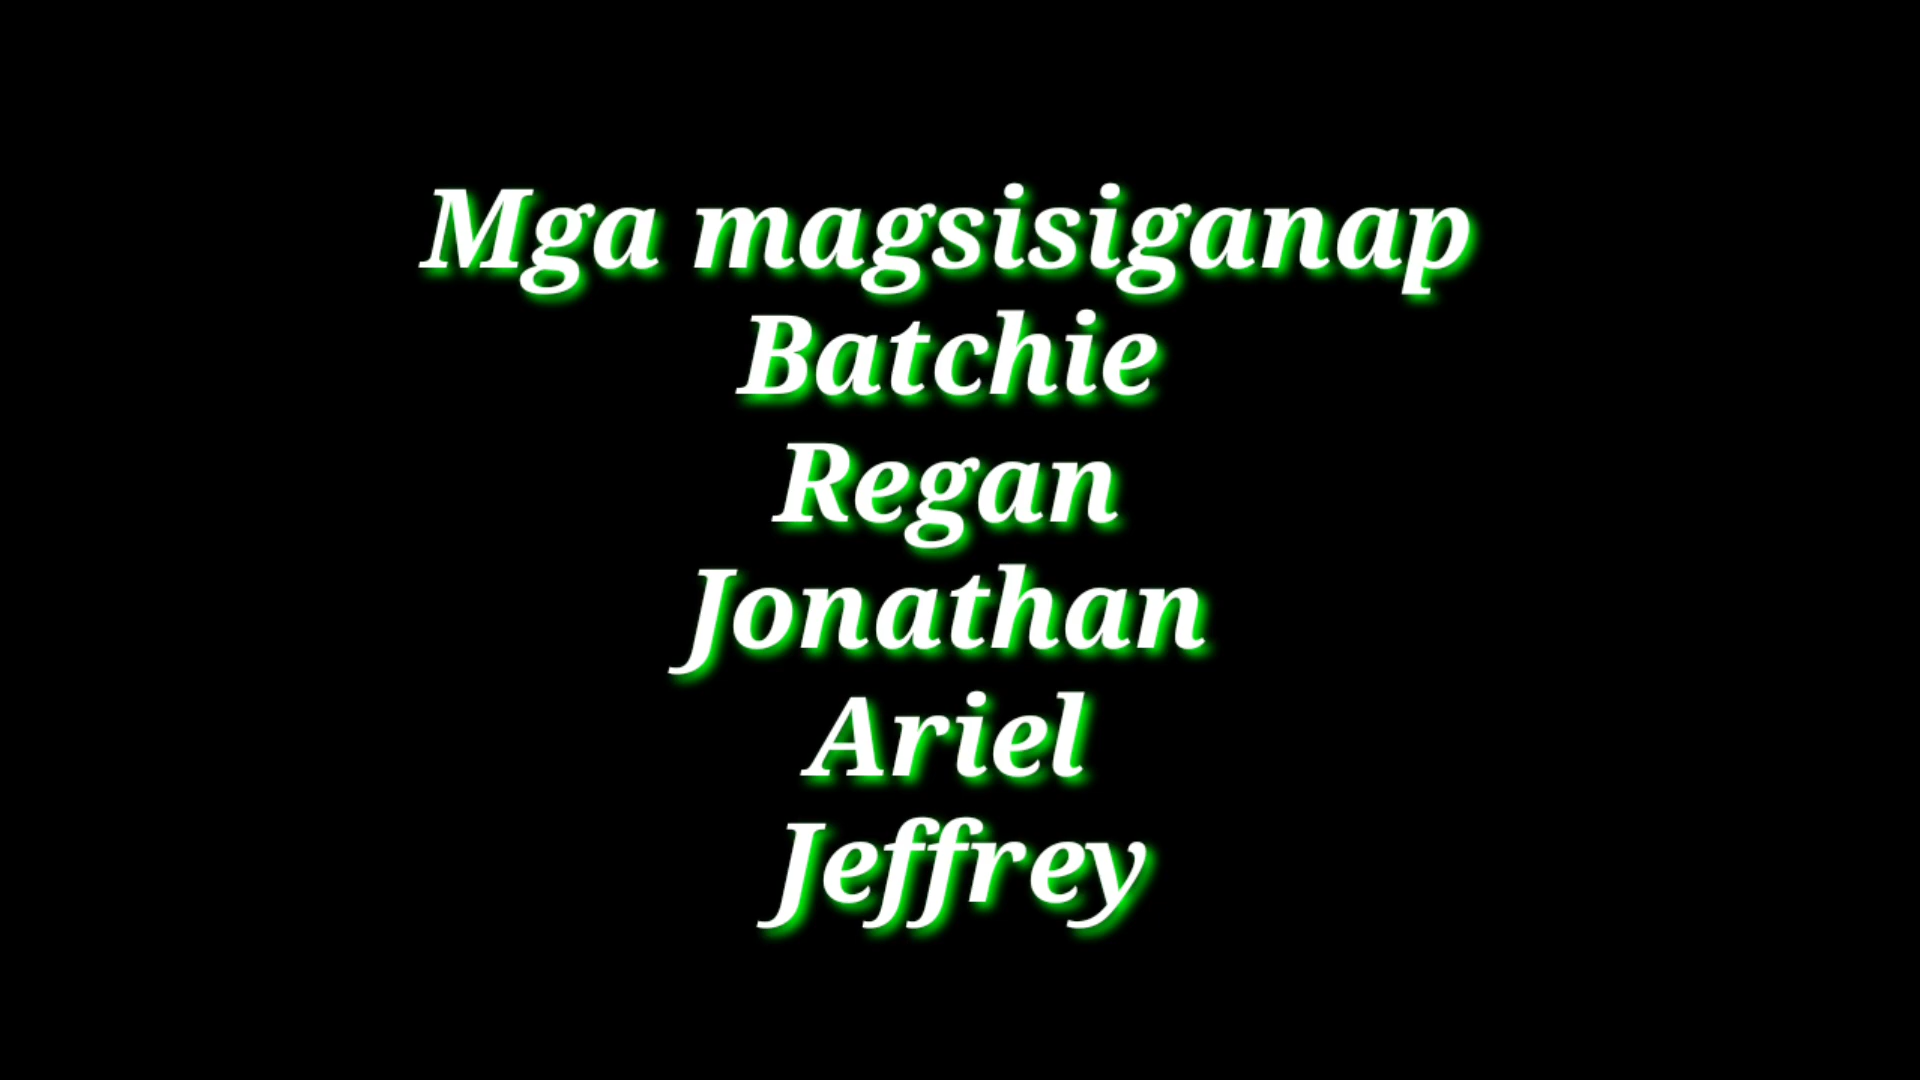 Mga magsisiganap
Batchie
Regan
Jonathan
Ariel
Jeffrey